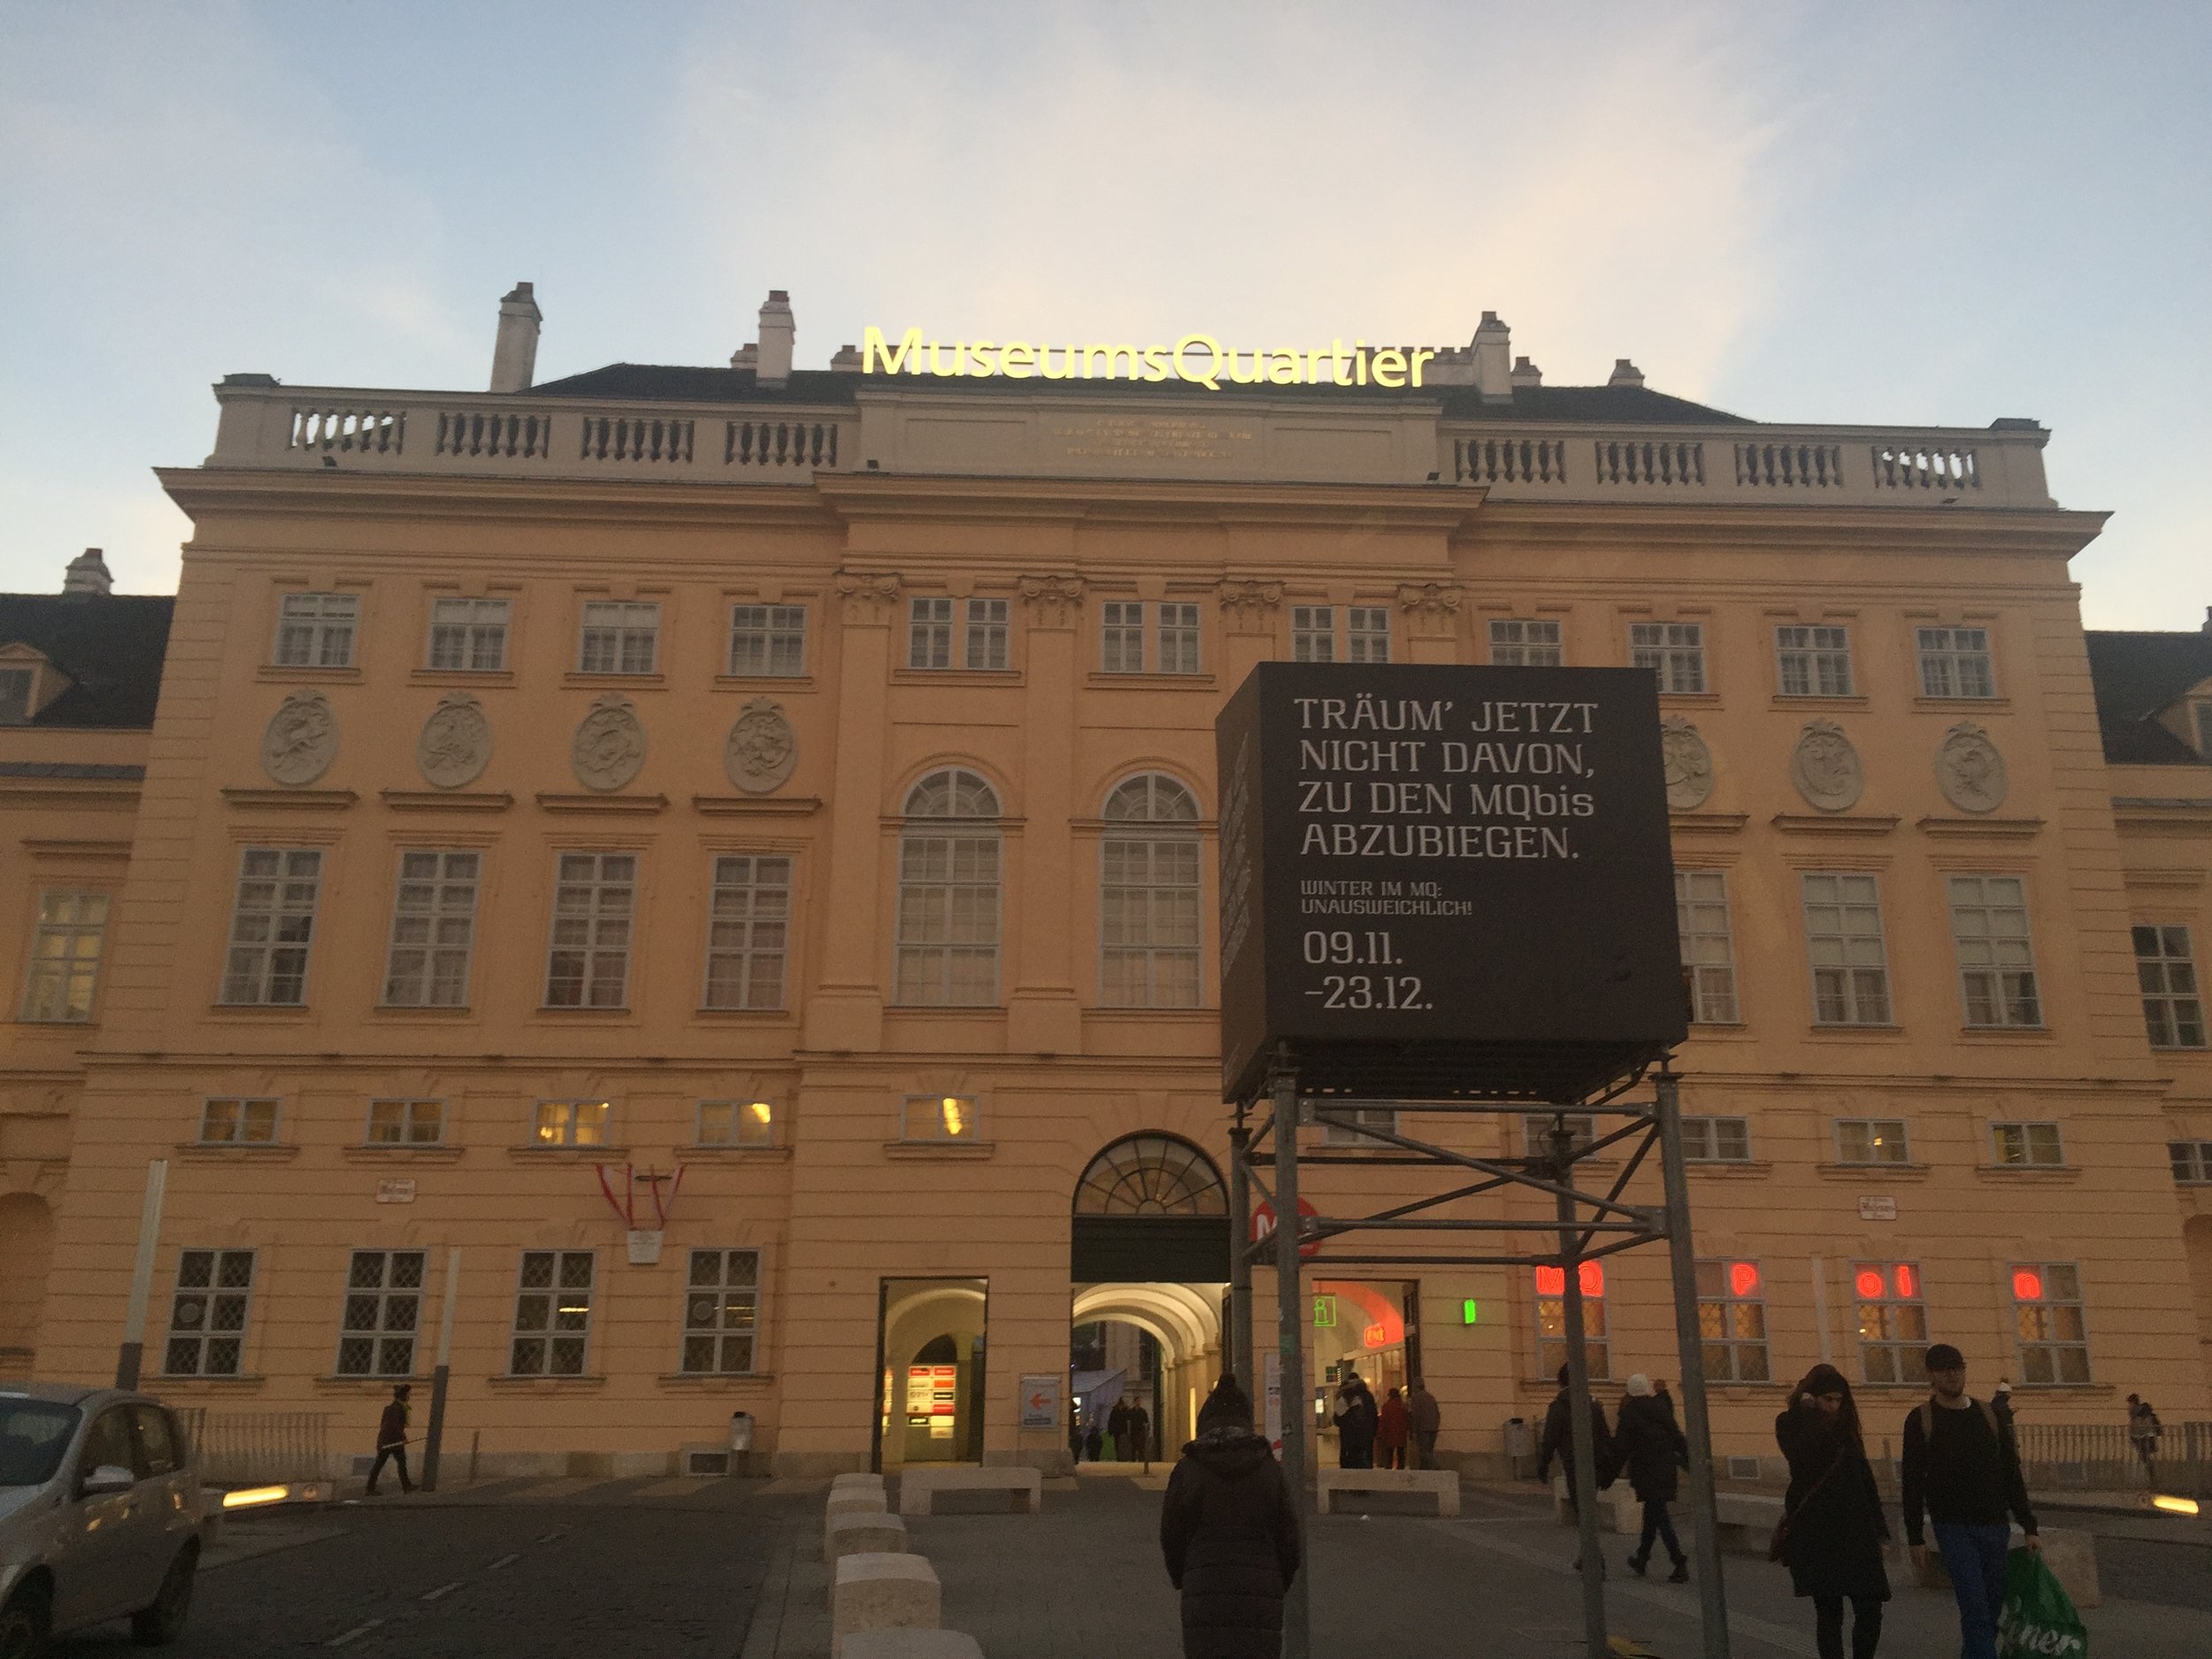 MuseumsQuartier
TRÄUM' JETZT
NICHT DAVON,
ZU DEN MQbis
ABZUBIEGEN.
WINTER IM MQ:
UNAUSWEICHLICH!
09.11.
–23.12.
i
MQ P o i n